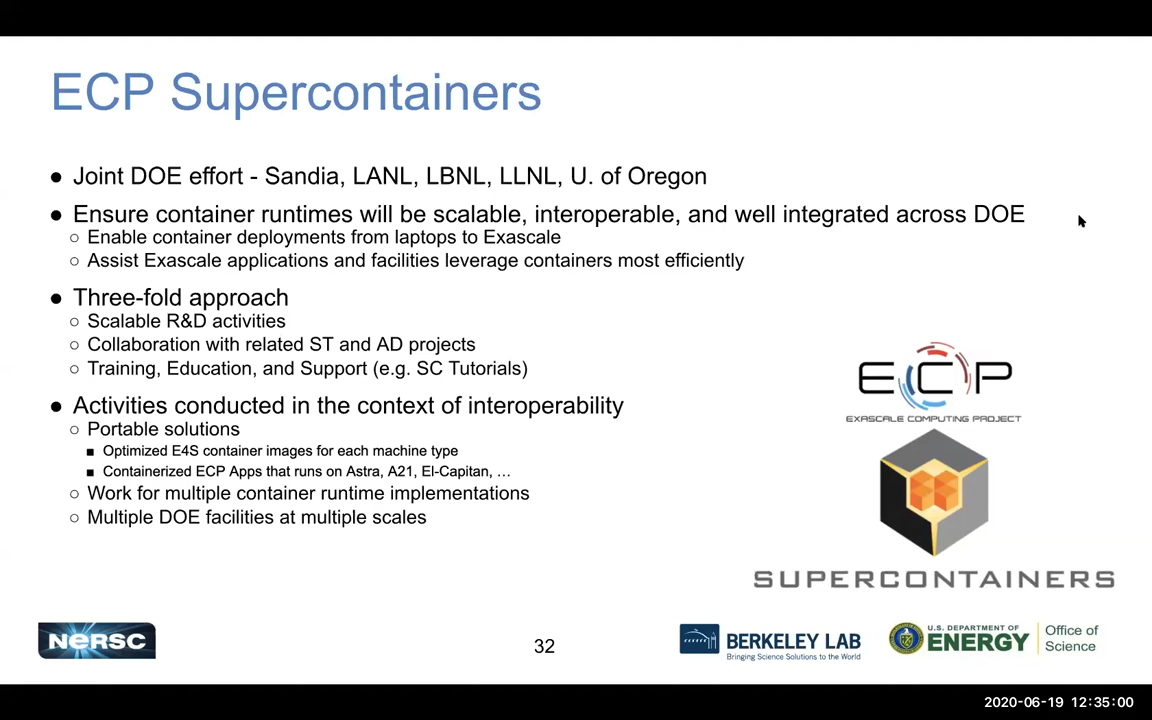 ECP Supercontainers
● Joint DOE effort - Sandia, LANL, LBNL, LLNL, U. of Oregon
● Ensure container runtimes will be scalable, interoperable, and well integrated across DOE
○ Enable container deployments from laptops to Exascale
○ Assist Exascale applications and facilities leverage containers most efficiently
● Three-fold approach
○ Scalable R&D activities
○ Collaboration with related ST and AD projects
○ Training, Education, and Support (e.g. SC Tutorials)
● Activities conducted in the context of interoperability
○ Portable solutions
■ Optimized E4S container images for each machine type
■ Containerized ECP Apps that runs on Astra, A21, El-Capitan, …
○ Work for multiple container runtime implementations
○ Multiple DOE facilities at multiple scales
ECP
EXASCALE COMPUTING PROJECT
SUPERCONTAINERS
NERSC
32
BERKELEY LAB
Bringing Science Solutions to the World
U.S. DEPARTMENT OF
ENERGY
Office of
Science
2020-06-19 12:35:00